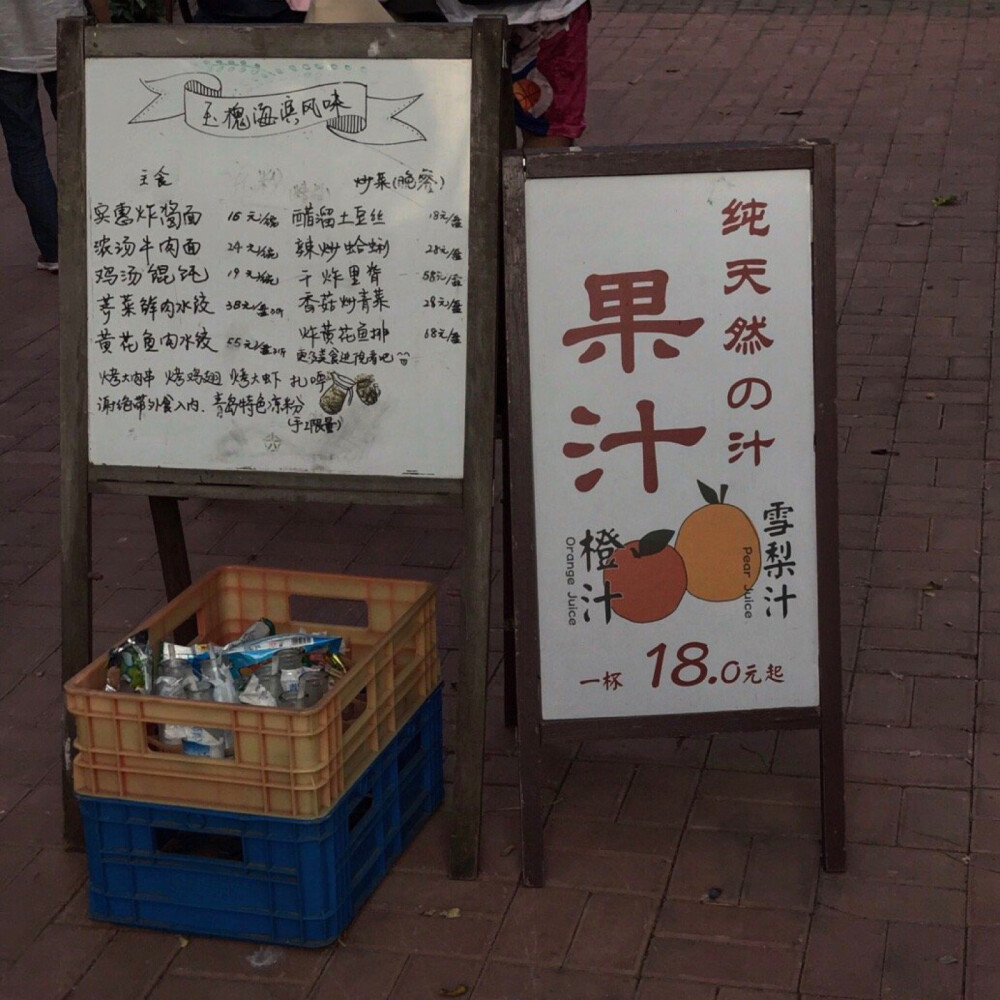 玉槐海滨风味
主食
炒菜(晚餐)
实惠炸酱面 16元/碗
浓汤牛肉面 24元/碗
鸡汤馄饨 19元/碗
荠菜鲜肉水饺 38元/盘
黄花鱼肉水饺 55元/盘
醋溜土豆丝 18元/盘
辣炒蛤蜊 28元/盘
干炸里脊 58元/盘
香菇炒青菜 28元/盘
炸黄花鱼排 68元/盘
更多美食进院看吧
烤大肉串 烤鸡翅 烤大虾 扎啤
谢绝带外食入内. 青岛特色凉粉
(手工限量)
纯天然の汁
果汁
橙汁
Orange Juice
雪梨汁
Pear Juice
一杯 18.0元起